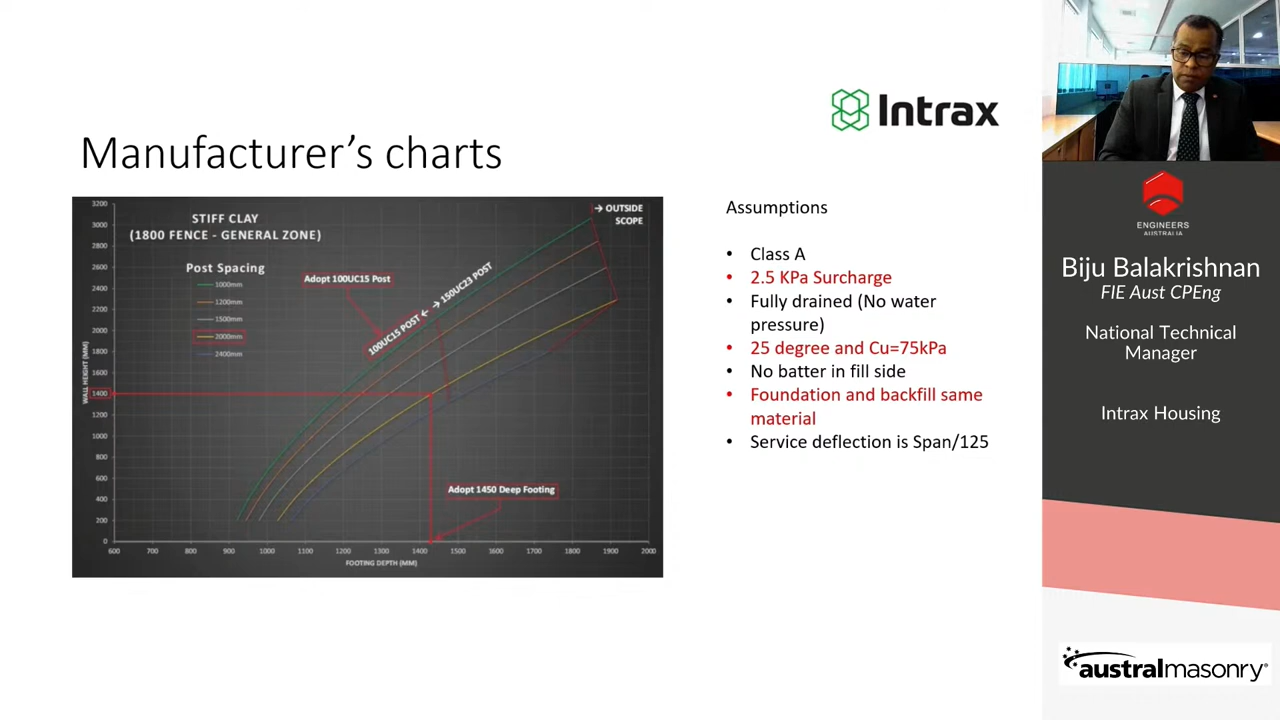 Intrax
Manufacturer's charts
STIFF CLAY
(1800 FENCE - GENERAL ZONE)
Post Spacing
1000mm
1200mm
1500mm
2000mm
2400mm
→ OUTSIDE
SCOPE
Adopt 100UC15 Post
100UC15 POST ← → 150UC23 POST
Adopt 1450 Deep Footing
WALL HEIGHT (MM)
3200
3000
2800
2600
2400
2200
2000
1800
1600
1400
1200
1000
800
600
400
200
0
600 700 800 900 1000 1100 1200 1300 1400 1500 1600 1700 1800 1900 2000
FOOTING DEPTH (MM)
Assumptions
• Class A
• 2.5 KPa Surcharge
• Fully drained (No water
pressure)
• 25 degree and Cu=75kPa
• No batter in fill side
• Foundation and backfill same
material
• Service deflection is Span/125
ENGINEERS
AUSTRALIA
Biju Balakrishnan
FIE Aust CPEng
National Technical
Manager
Intrax Housing
australmasonry®